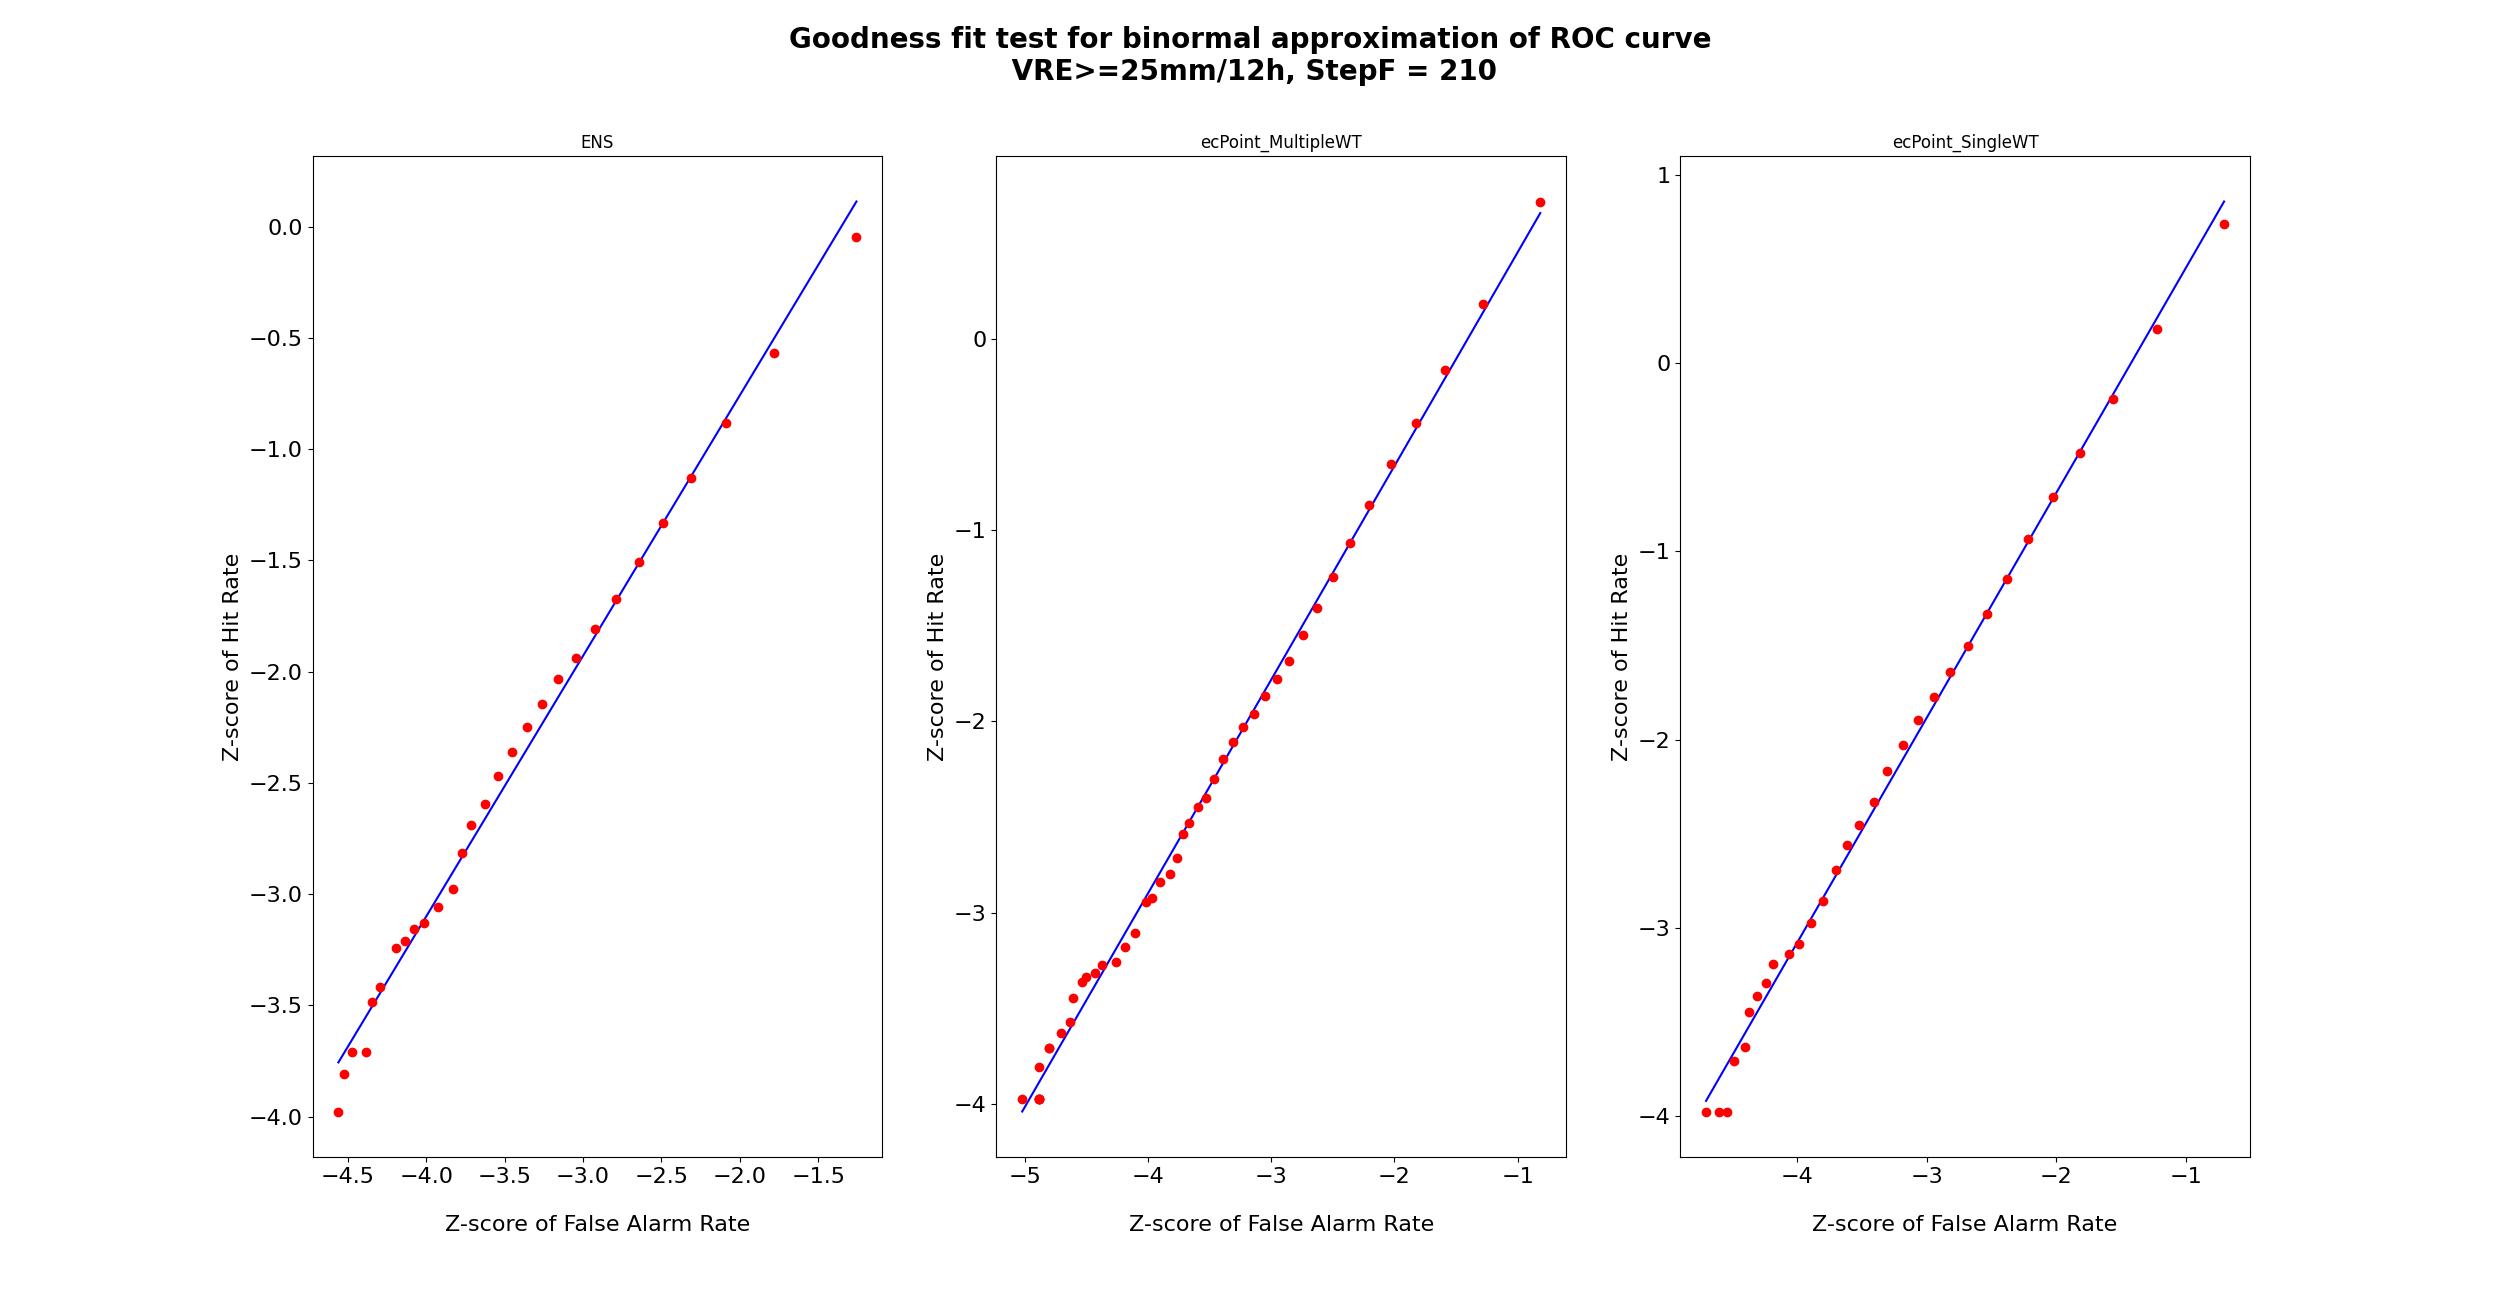 Goodness fit test for binormal approximation of ROC curve
VRE>=25mm/12h, StepF = 210
ENS
0.0
−0.5
−1.0
−1.5
−2.0
−2.5
−3.0
−3.5
−4.0
Z-score of Hit Rate
−4.5 −4.0 −3.5 −3.0 −2.5 −2.0 −1.5
Z-score of False Alarm Rate
ecPoint_MultipleWT
0
−1
−2
−3
−4
Z-score of Hit Rate
−5 −4 −3 −2 −1
Z-score of False Alarm Rate
ecPoint_SingleWT
1
0
−1
−2
−3
−4
Z-score of Hit Rate
−4 −3 −2 −1
Z-score of False Alarm Rate